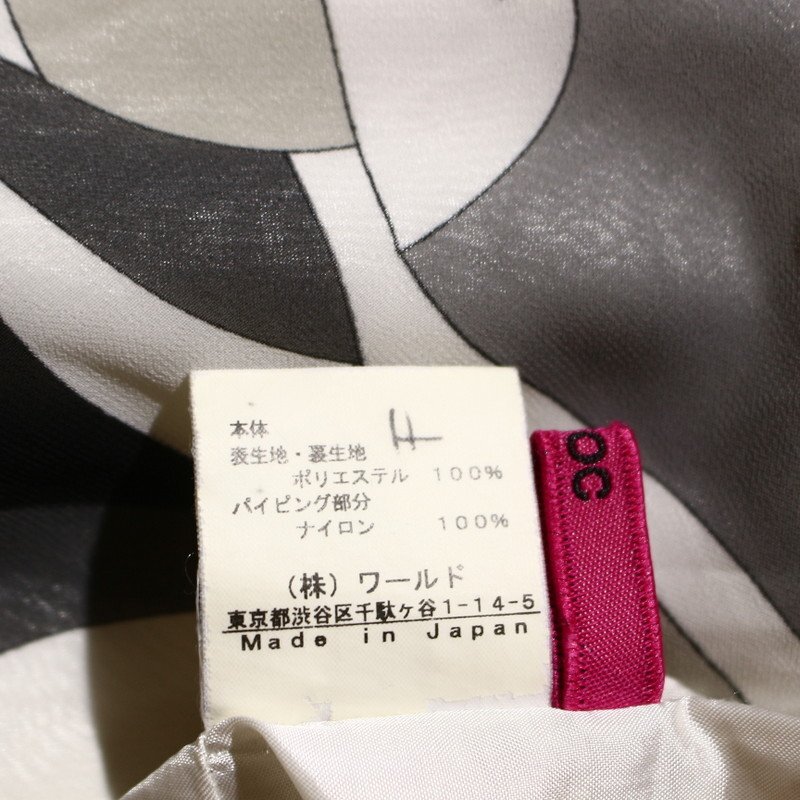 本体
表生地・裏生地
ポリエステル 100%
パイピング部分
ナイロン 100%
(株)ワールド
東京都渋谷区千駄ケ谷1-14-5
Made in Japan
OC